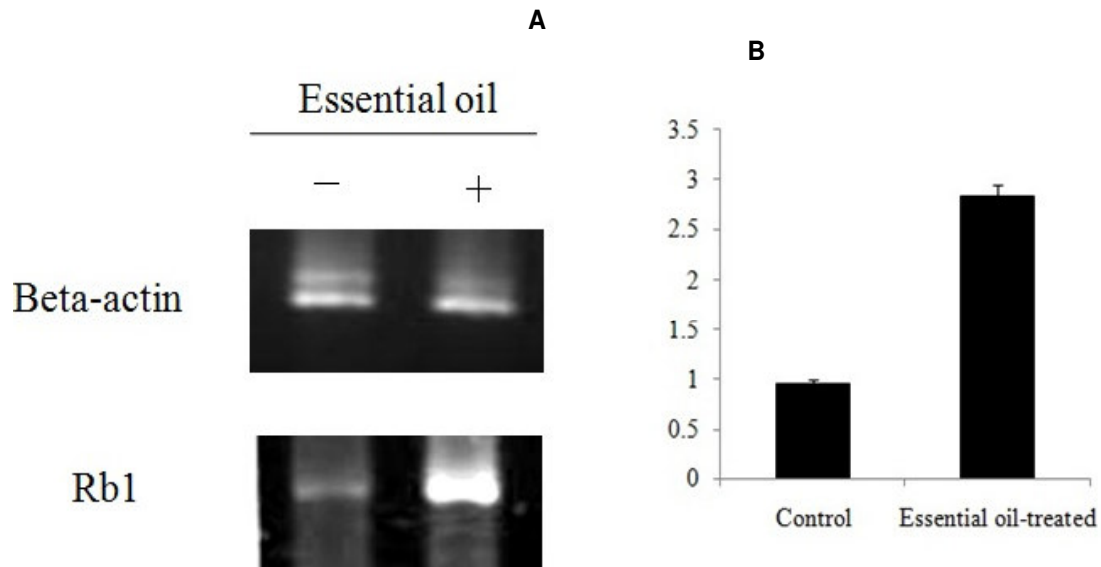 A
Essential oil
− +
Beta-actin
Rb1
B
3.5
3
2.5
2
1.5
1
0.5
0
Control Essential oil-treated